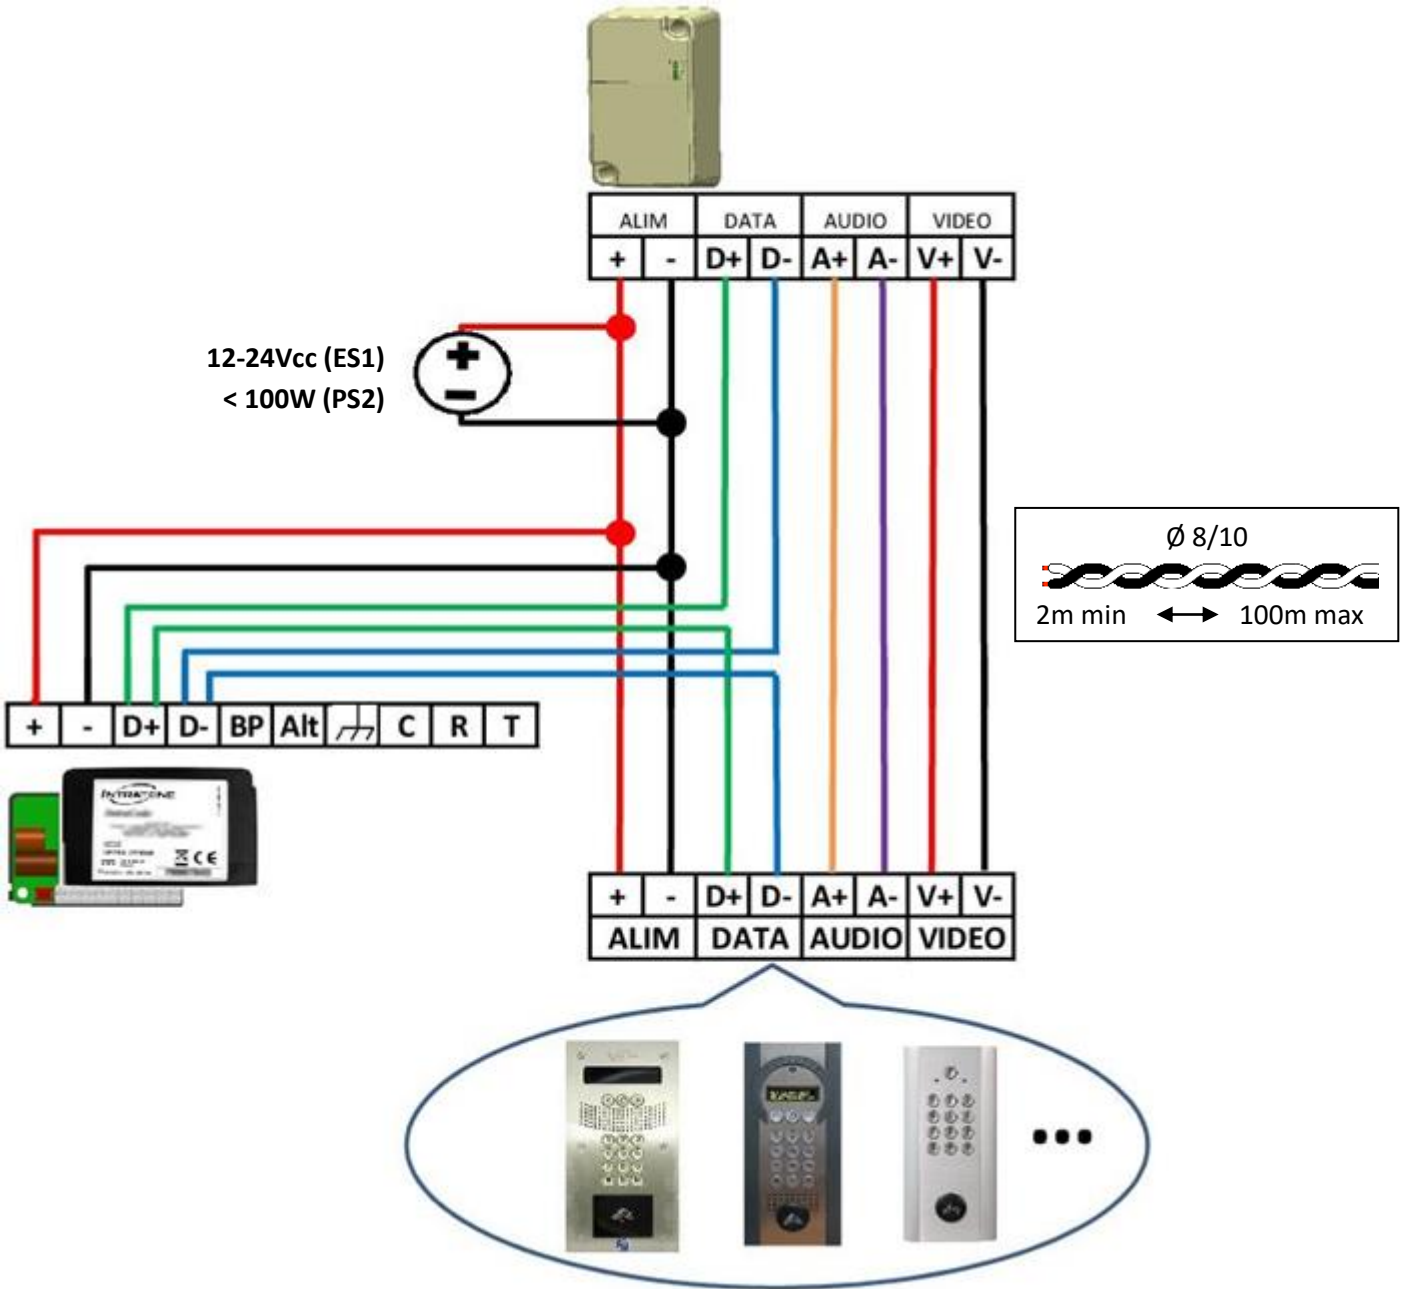 ALIM DATA AUDIO VIDEO
+ - D+ D- A+ A- V+ V-
12-24Vcc (ES1)
< 100W (PS2)
+
−
Ø 8/10
2m min 100m max
+ - D+ D- BP Alt C R T
INTRATONE
CE
+ - D+ D- A+ A- V+ V-
ALIM DATA AUDIO VIDEO